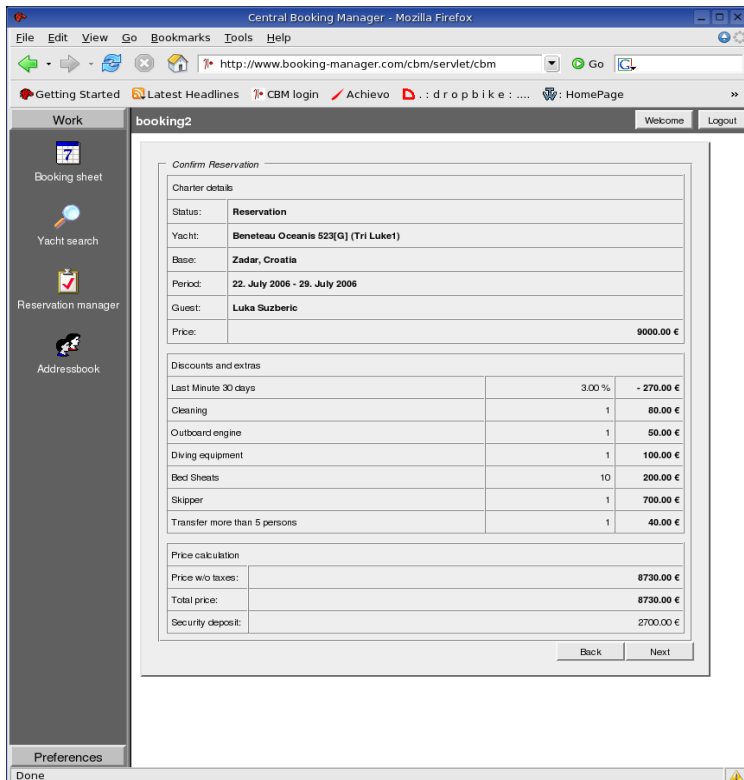 Central Booking Manager - Mozilla Firefox
File Edit View Go Bookmarks Tools Help
http://www.booking-manager.com/cbm/servlet/cbm Go G
Getting Started Latest Headlines CBM login Achievo D . : d r o p b i k e : .... : HomePage »
Work booking2 Welcome Logout
7
Booking sheet
Yacht search
Reservation manager
Addressbook
Confirm Reservation
Charter details
Status: Reservation
Yacht: Beneteau Oceanis 523[G] (Tri Luke1)
Base: Zadar, Croatia
Period: 22. July 2006 - 29. July 2006
Guest: Luka Suzberic
Price: 9000.00 €
Discounts and extras
Last Minute 30 days 3.00 % - 270.00 €
Cleaning 1 80.00 €
Outboard engine 1 50.00 €
Diving equipment 1 100.00 €
Bed Sheats 10 200.00 €
Skipper 1 700.00 €
Transfer more than 5 persons 1 40.00 €
Price calculation
Price w/o taxes: 8730.00 €
Total price: 8730.00 €
Security deposit: 2700.00 €
Back Next
Preferences
Done